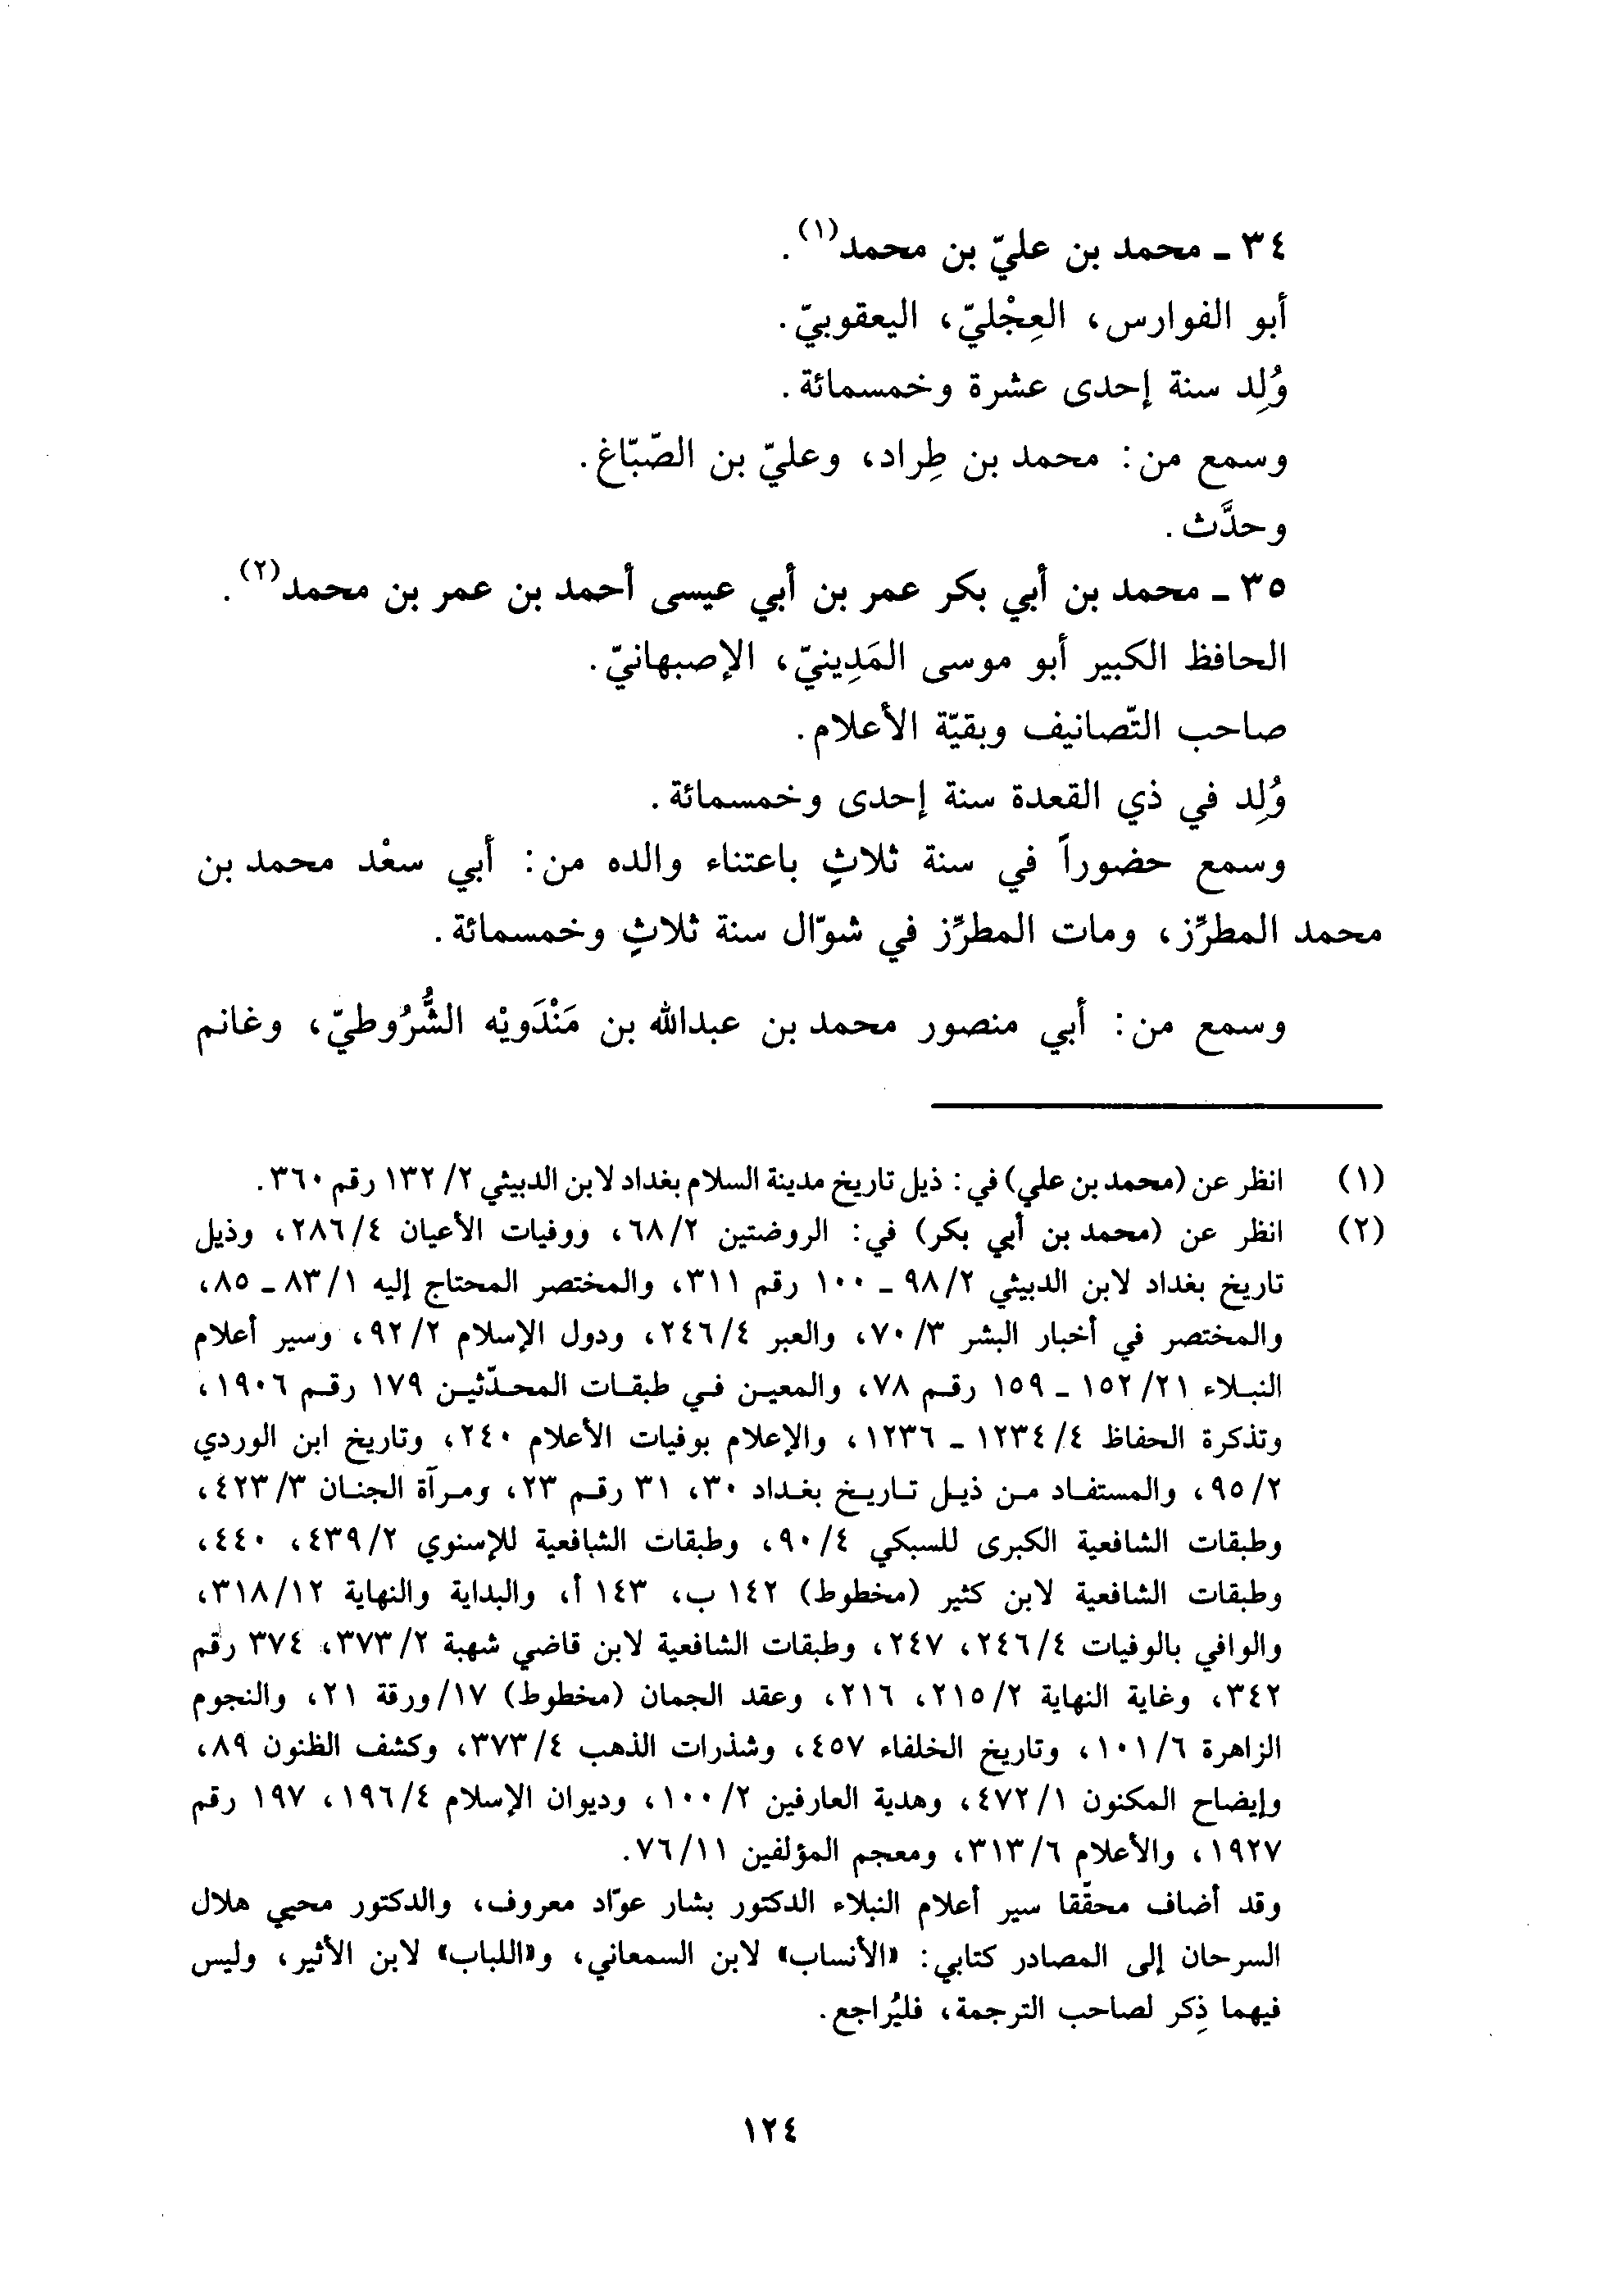 ٣٤ ـ محمد بن عليّ بن محمد(١).
أبو الفوارس، العِجْليّ، اليعقوبيّ.
وُلِد سنة إحدى عشرة وخمسمائة.
وسمع من: محمد بن طِراد، وعليّ بن الصّبّاغ.
وحدَّث.
٣٥ ـ محمد بن أبي بكر عمر بن أبي عيسى أحمد بن عمر بن محمد(٢).
الحافظ الكبير أبو موسى المَدِينيّ، الإصبهانيّ.
صاحب التّصانيف وبقيّة الأعلام.
وُلِد في ذي القعدة سنة إحدى وخمسمائة.
وسمع حضوراً في سنة ثلاثٍ باعتناء والده من: أبي سعْد محمد بن
محمد المطرِّز، ومات المطرِّز في شوّال سنة ثلاثٍ وخمسمائة.
وسمع من: أبي منصور محمد بن عبدالله بن مَنْدَويْه الشُّرُوطيّ، وغانم
(١) انظر عن (محمد بن علي) في: ذيل تاريخ مدينة السلام بغداد لابن الدبيثي ٢/ ١٣٢ رقم ٣٦٠.
(٢) انظر عن (محمد بن أبي بكر) في: الروضتين ٢/ ٦٨، ووفيات الأعيان ٤/ ٢٨٦، وذيل
تاريخ بغداد لابن الدبيثي ٢/ ٩٨ ـ ١٠٠ رقم ٣١١، والمختصر المحتاج إليه ١/ ٨٣ ـ ٨٥،
والمختصر في أخبار البشر ٣/ ٧٠، والعبر ٤/ ٢٤٦، ودول الإسلام ٢/ ٩٢، وسير أعلام
النبلاء ٢١/ ١٥٢ ـ ١٥٩ رقم ٧٨، والمعين في طبقات المحدّثين ١٧٩ رقم ١٩٠٦،
وتذكرة الحفاظ ٤/ ١٢٣٤ ـ ١٢٣٦، والإعلام بوفيات الأعلام ٢٤٠، وتاريخ ابن الوردي
٢/ ٩٥، والمستفاد من ذيل تاريخ بغداد ٣٠، ٣١ رقم ٢٣، ومرآة الجنان ٣/ ٤٢٣،
وطبقات الشافعية الكبرى للسبكي ٤/ ٩٠، وطبقات الشافعية للإسنوي ٢/ ٤٣٩، ٤٤٠،
وطبقات الشافعية لابن كثير (مخطوط) ١٤٢ ب، ١٤٣ أ، والبداية والنهاية ١٢/ ٣١٨،
والوافي بالوفيات ٤/ ٢٤٦، ٢٤٧، وطبقات الشافعية لابن قاضي شهبة ٢/ ٣٧٣، ٣٧٤ رقم
٣٤٢، وغاية النهاية ٢/ ٢١٥، ٢١٦، وعقد الجمان (مخطوط) ١٧/ ورقة ٢١، والنجوم
الزاهرة ٦/ ١٠١، وتاريخ الخلفاء ٤٥٧، وشذرات الذهب ٤/ ٣٧٣، وكشف الظنون ٨٩،
وإيضاح المكنون ١/ ٤٧٢، وهدية العارفين ٢/ ١٠٠، وديوان الإسلام ٤/ ١٩٦، ١٩٧ رقم
١٩٢٧، والأعلام ٦/ ٣١٣، ومعجم المؤلفين ١١/ ٧٦.
وقد أضاف محقّقا سير أعلام النبلاء الدكتور بشار عوّاد معروف، والدكتور محيي هلال
السرحان إلى المصادر كتابي: «الأنساب» لابن السمعاني، و«اللباب» لابن الأثير، وليس
فيهما ذِكر لصاحب الترجمة، فليُراجع.
١٢٤